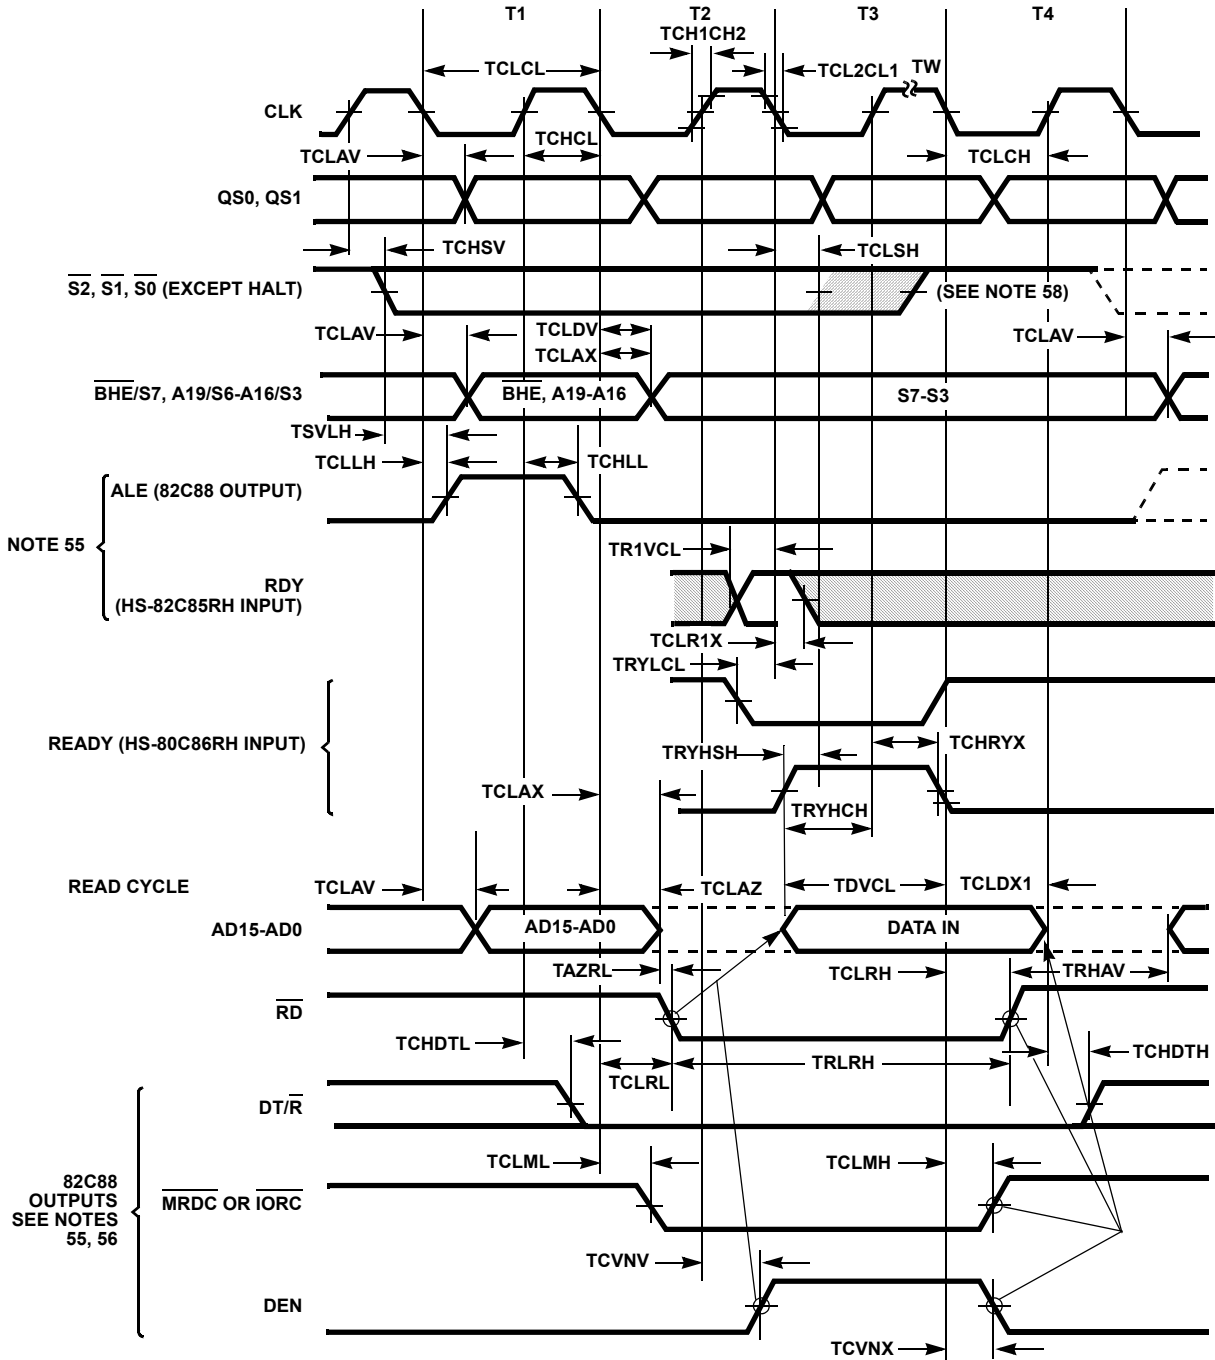 T1
T2
T3
T4
TCH1CH2
TCLCL
TCL2CL1
TW
CLK
TCHCL
TCLAV
TCLCH
QS0, QS1
TCHSV
TCLSH
S2, S1, S0 (EXCEPT HALT)
(SEE NOTE 58)
TCLAV
TCLDV
TCLAX
TCLAV
BHE/S7, A19/S6-A16/S3
BHE, A19-A16
S7-S3
TSVLH
TCLLH
TCHLL
ALE (82C88 OUTPUT)
NOTE 55
TR1VCL
RDY
(HS-82C85RH INPUT)
TCLR1X
TRYLCL
READY (HS-80C86RH INPUT)
TCHRYX
TRYHSH
TCLAX
TRYHCH
READ CYCLE
TCLAV
TCLAZ
TDVCL
TCLDX1
AD15-AD0
AD15-AD0
DATA IN
TAZRL
TCLRH
TRHAV
RD
TCHDTL
TCHDTH
TCLRL
TRLRH
DT/R
TCLML
TCLMH
82C88
OUTPUTS
SEE NOTES
55, 56
MRDC OR IORC
TCVNV
DEN
TCVNX